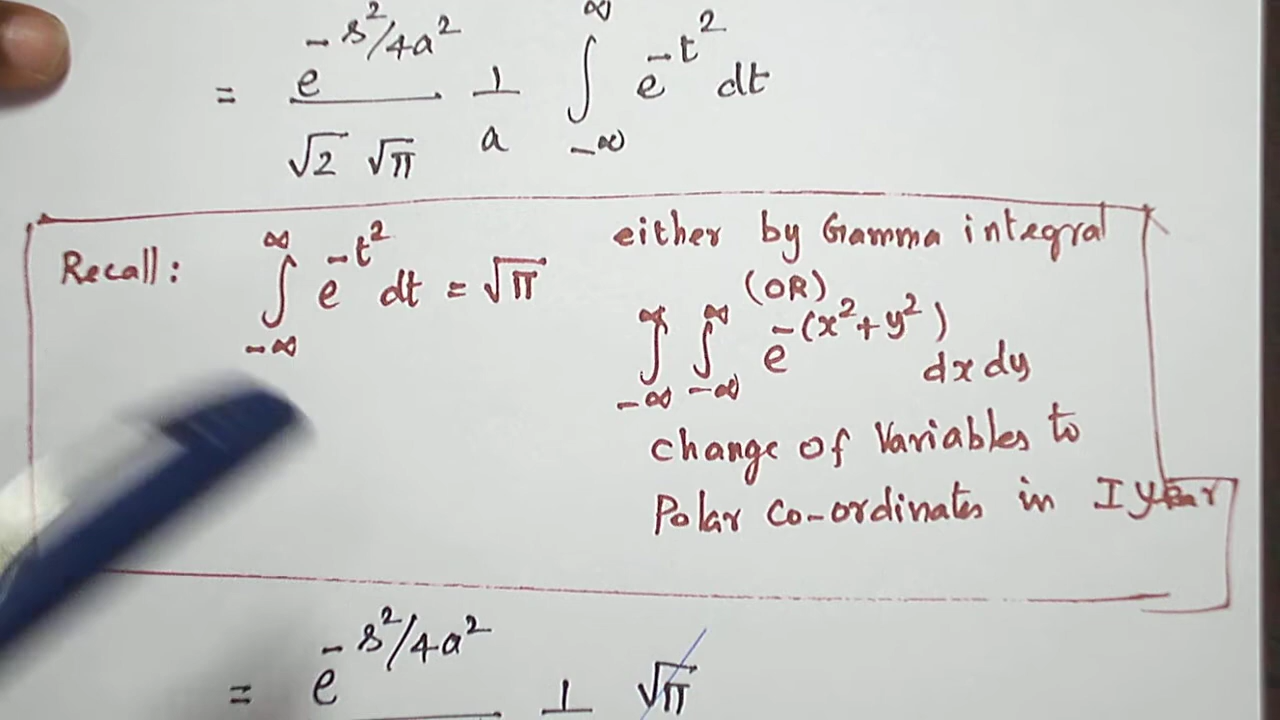 = e^{-s²/4a²} / √2 √π 1/a ∫_{-∞}^{∞} e^{-t²} dt
Recall: ∫_{-∞}^{∞} e^{-t²} dt = √π either by Gamma integral
(OR)
∫_{-∞}^{∞} ∫_{-∞}^{∞} e^{-(x²+y²)} dx dy
change of Variables to
Polar Co-ordinates in I year
= e^{-s²/4a²} 1 √π